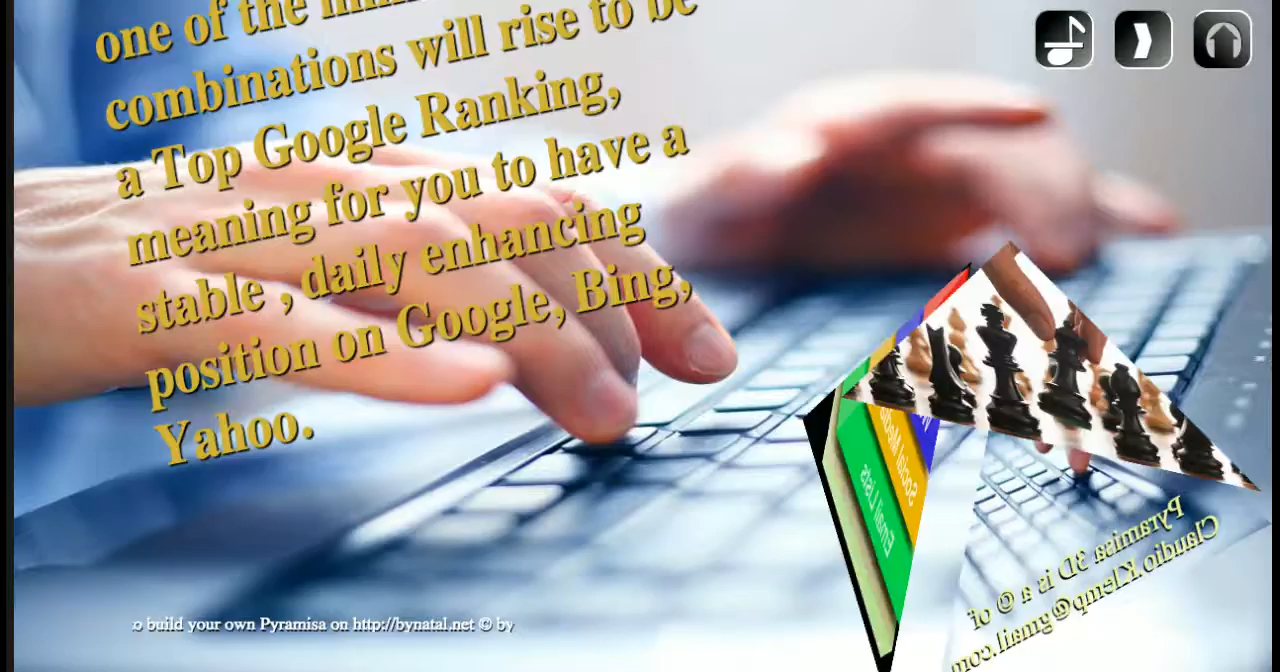 one of the
combinations will rise to be
a Top Google Ranking,
meaning for you to have a
stable , daily enhancing
position on Google, Bing,
Yahoo.
Social Media
Email Lists
Pyramisa 3D is a © of
Claudio.Klemp@gmail.com
o build your own Pyramisa on http://bynatal.net © by